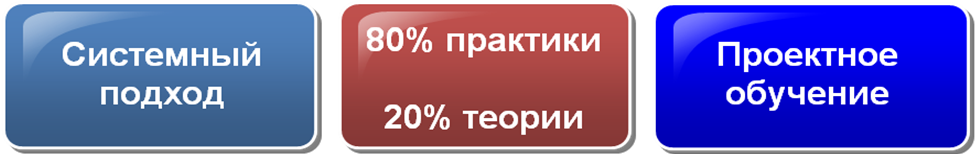 Системный
подход
80% практики
20% теории
Проектное
обучение